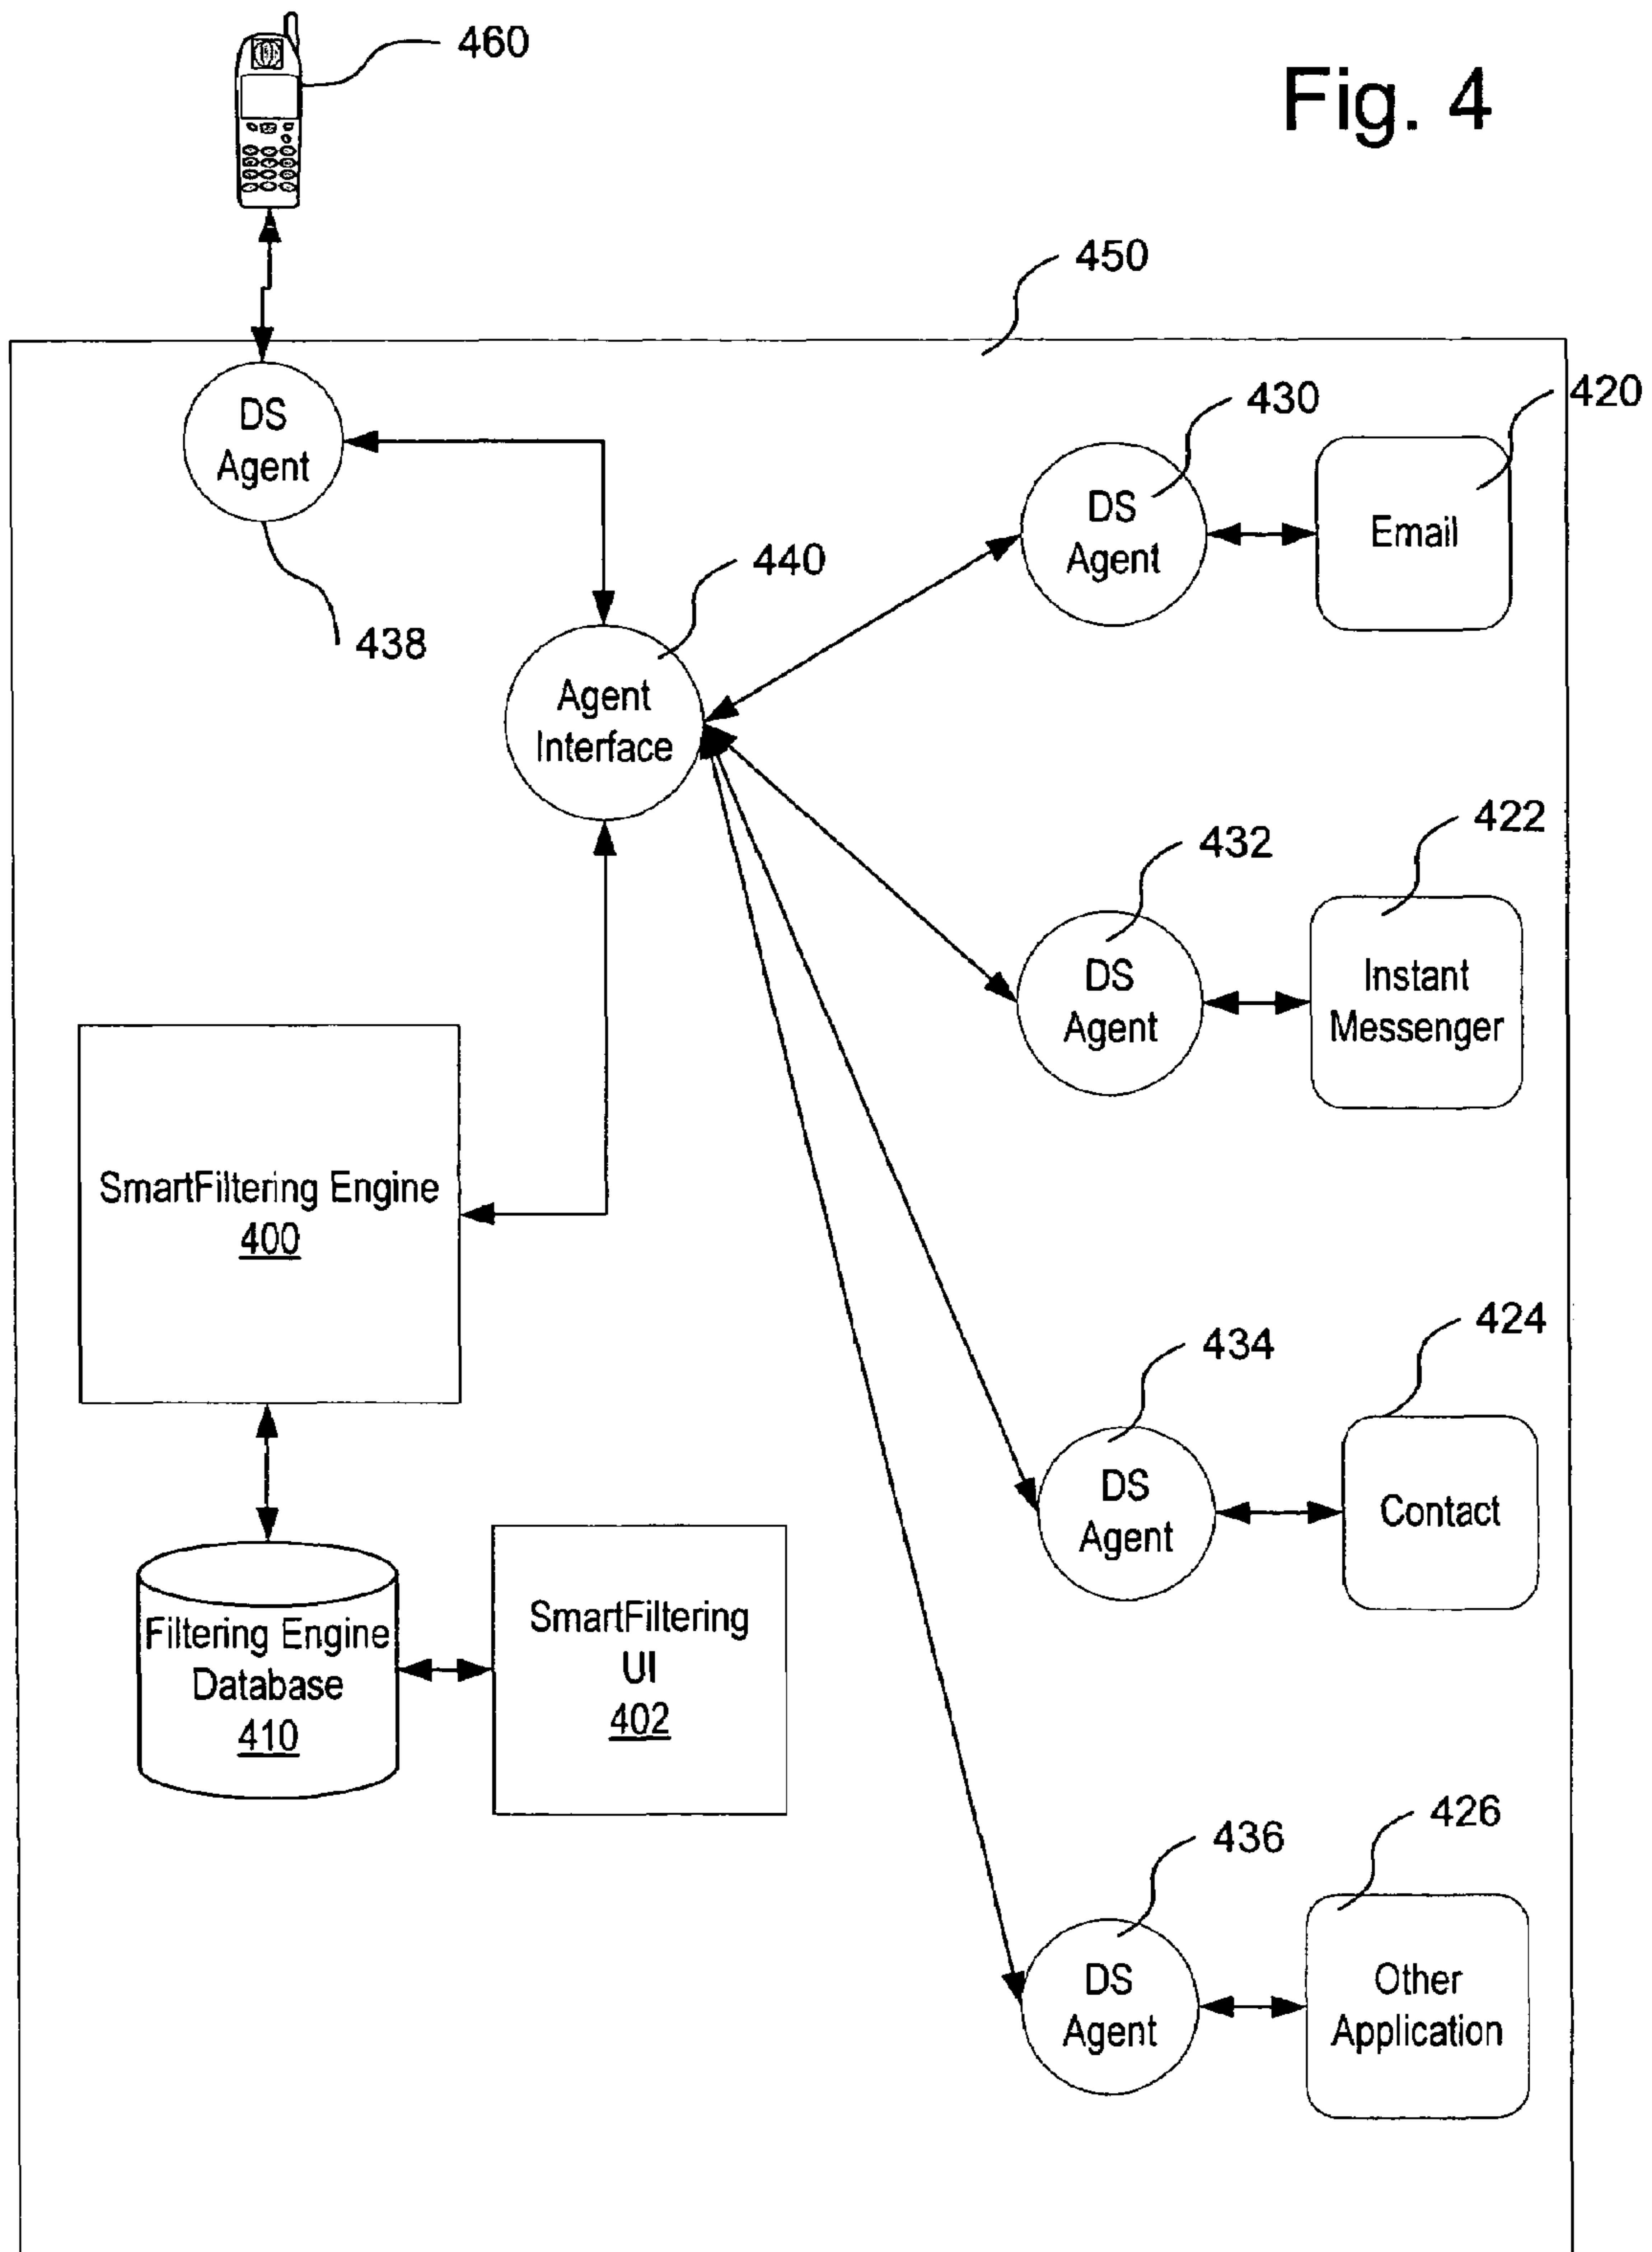 460
Fig. 4
450
DS
Agent
438
430
420
DS
Agent
Email
440
Agent
Interface
432
422
DS
Agent
Instant
Messenger
SmartFiltering Engine
400
434
424
DS
Agent
Contact
Filtering Engine
Database
410
SmartFiltering
UI
402
436
426
DS
Agent
Other
Application